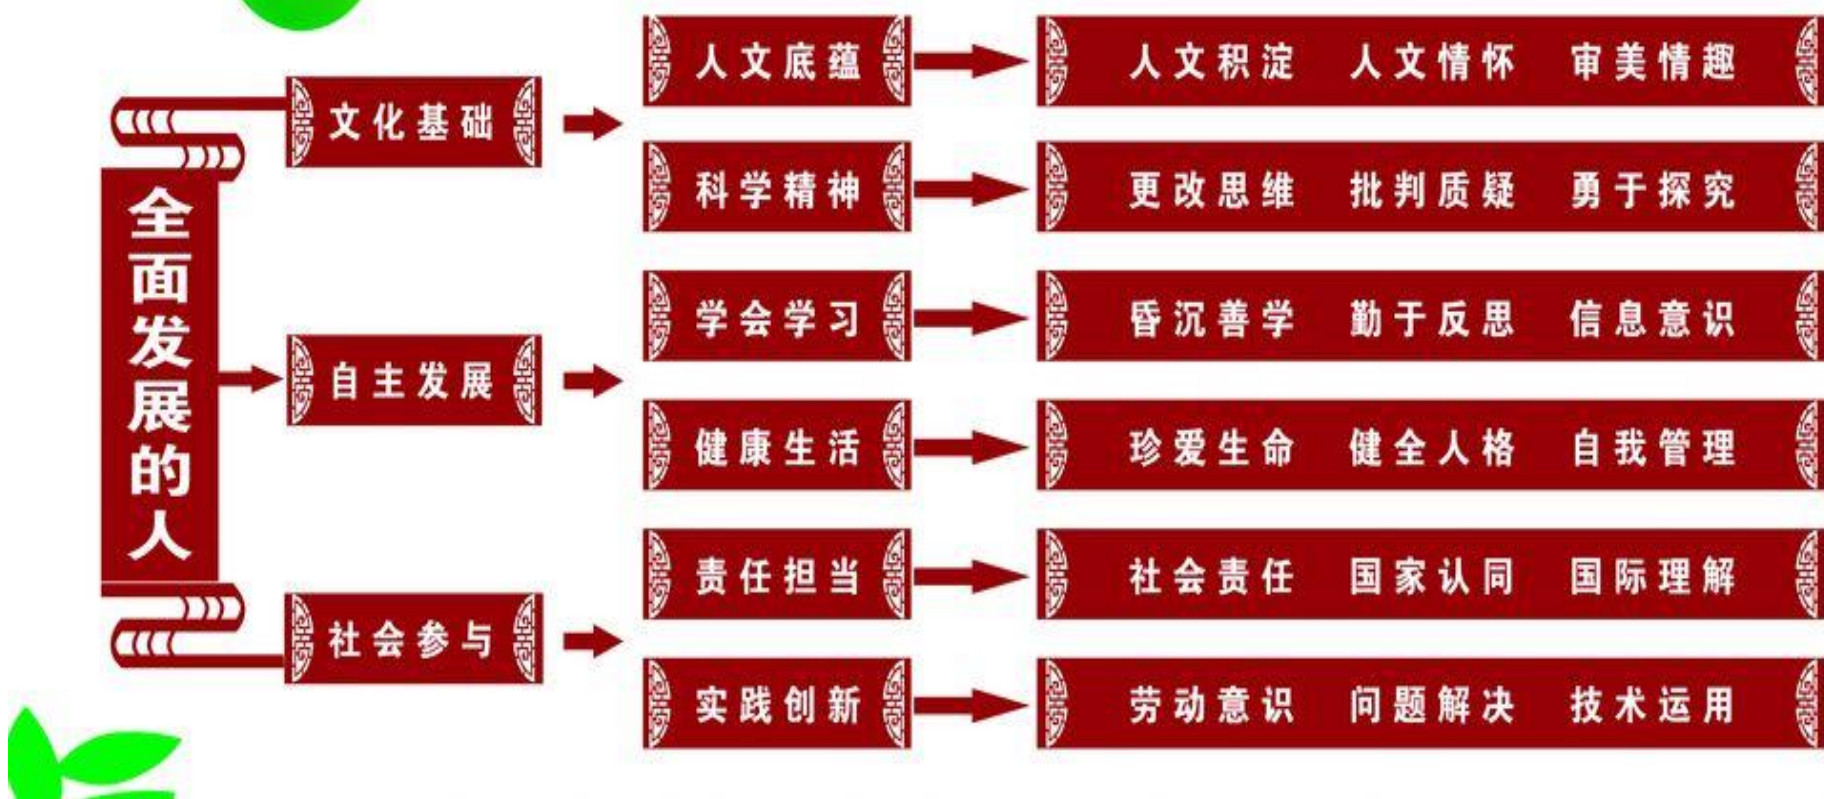 全面发展的人
文化基础
人文底蕴
人文积淀 人文情怀 审美情趣
科学精神
更改思维 批判质疑 勇于探究
自主发展
学会学习
昏沉善学 勤于反思 信息意识
健康生活
珍爱生命 健全人格 自我管理
社会参与
责任担当
社会责任 国家认同 国际理解
实践创新
劳动意识 问题解决 技术运用